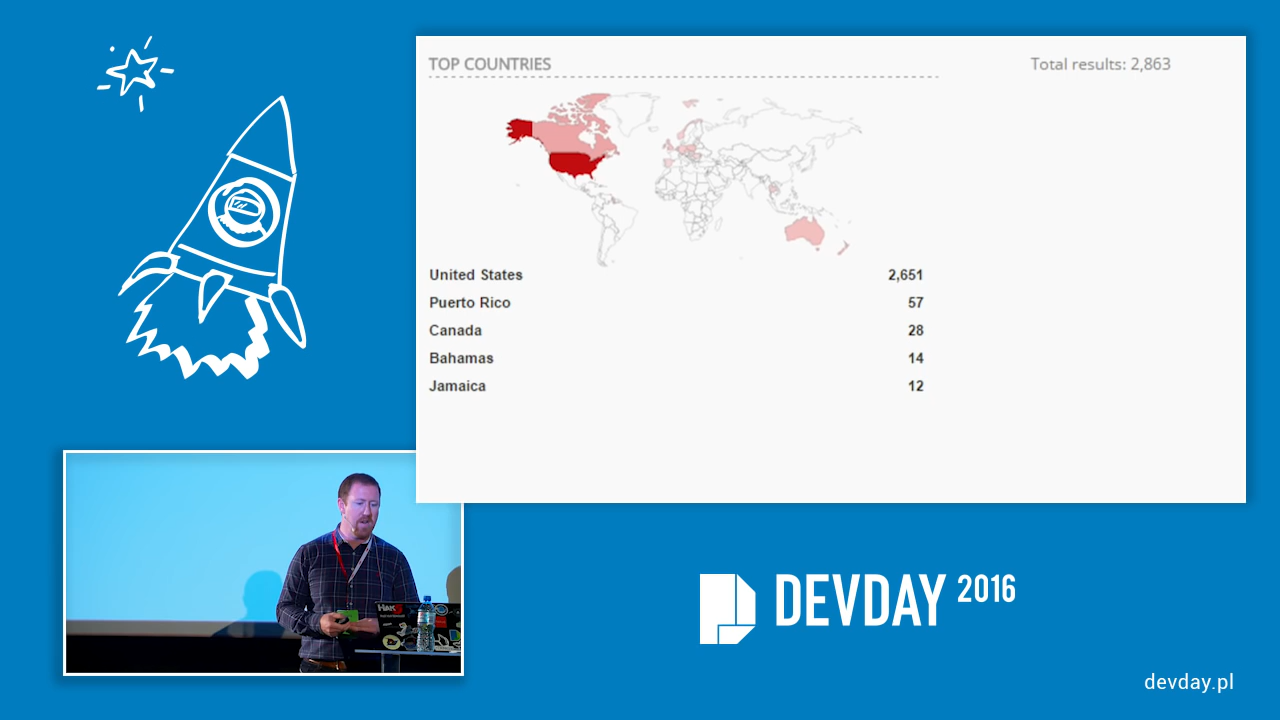 TOP COUNTRIES
Total results: 2,863
United States 2,651
Puerto Rico 57
Canada 28
Bahamas 14
Jamaica 12
HAK5
DEVDAY 2016
devday.pl